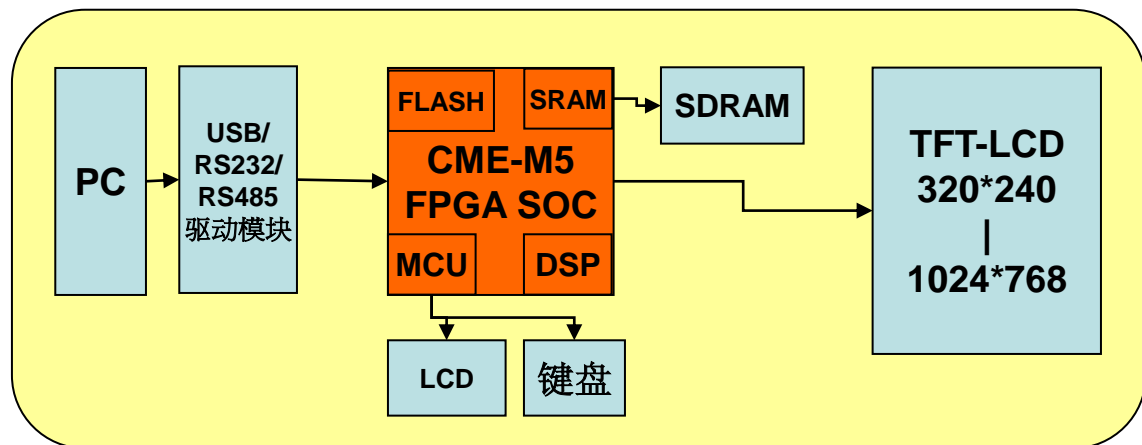 PC
USB/
RS232/
RS485
驱动模块
FLASH
SRAM
CME-M5
FPGA SOC
MCU
DSP
SDRAM
TFT-LCD
320*240
|
1024*768
LCD
键盘